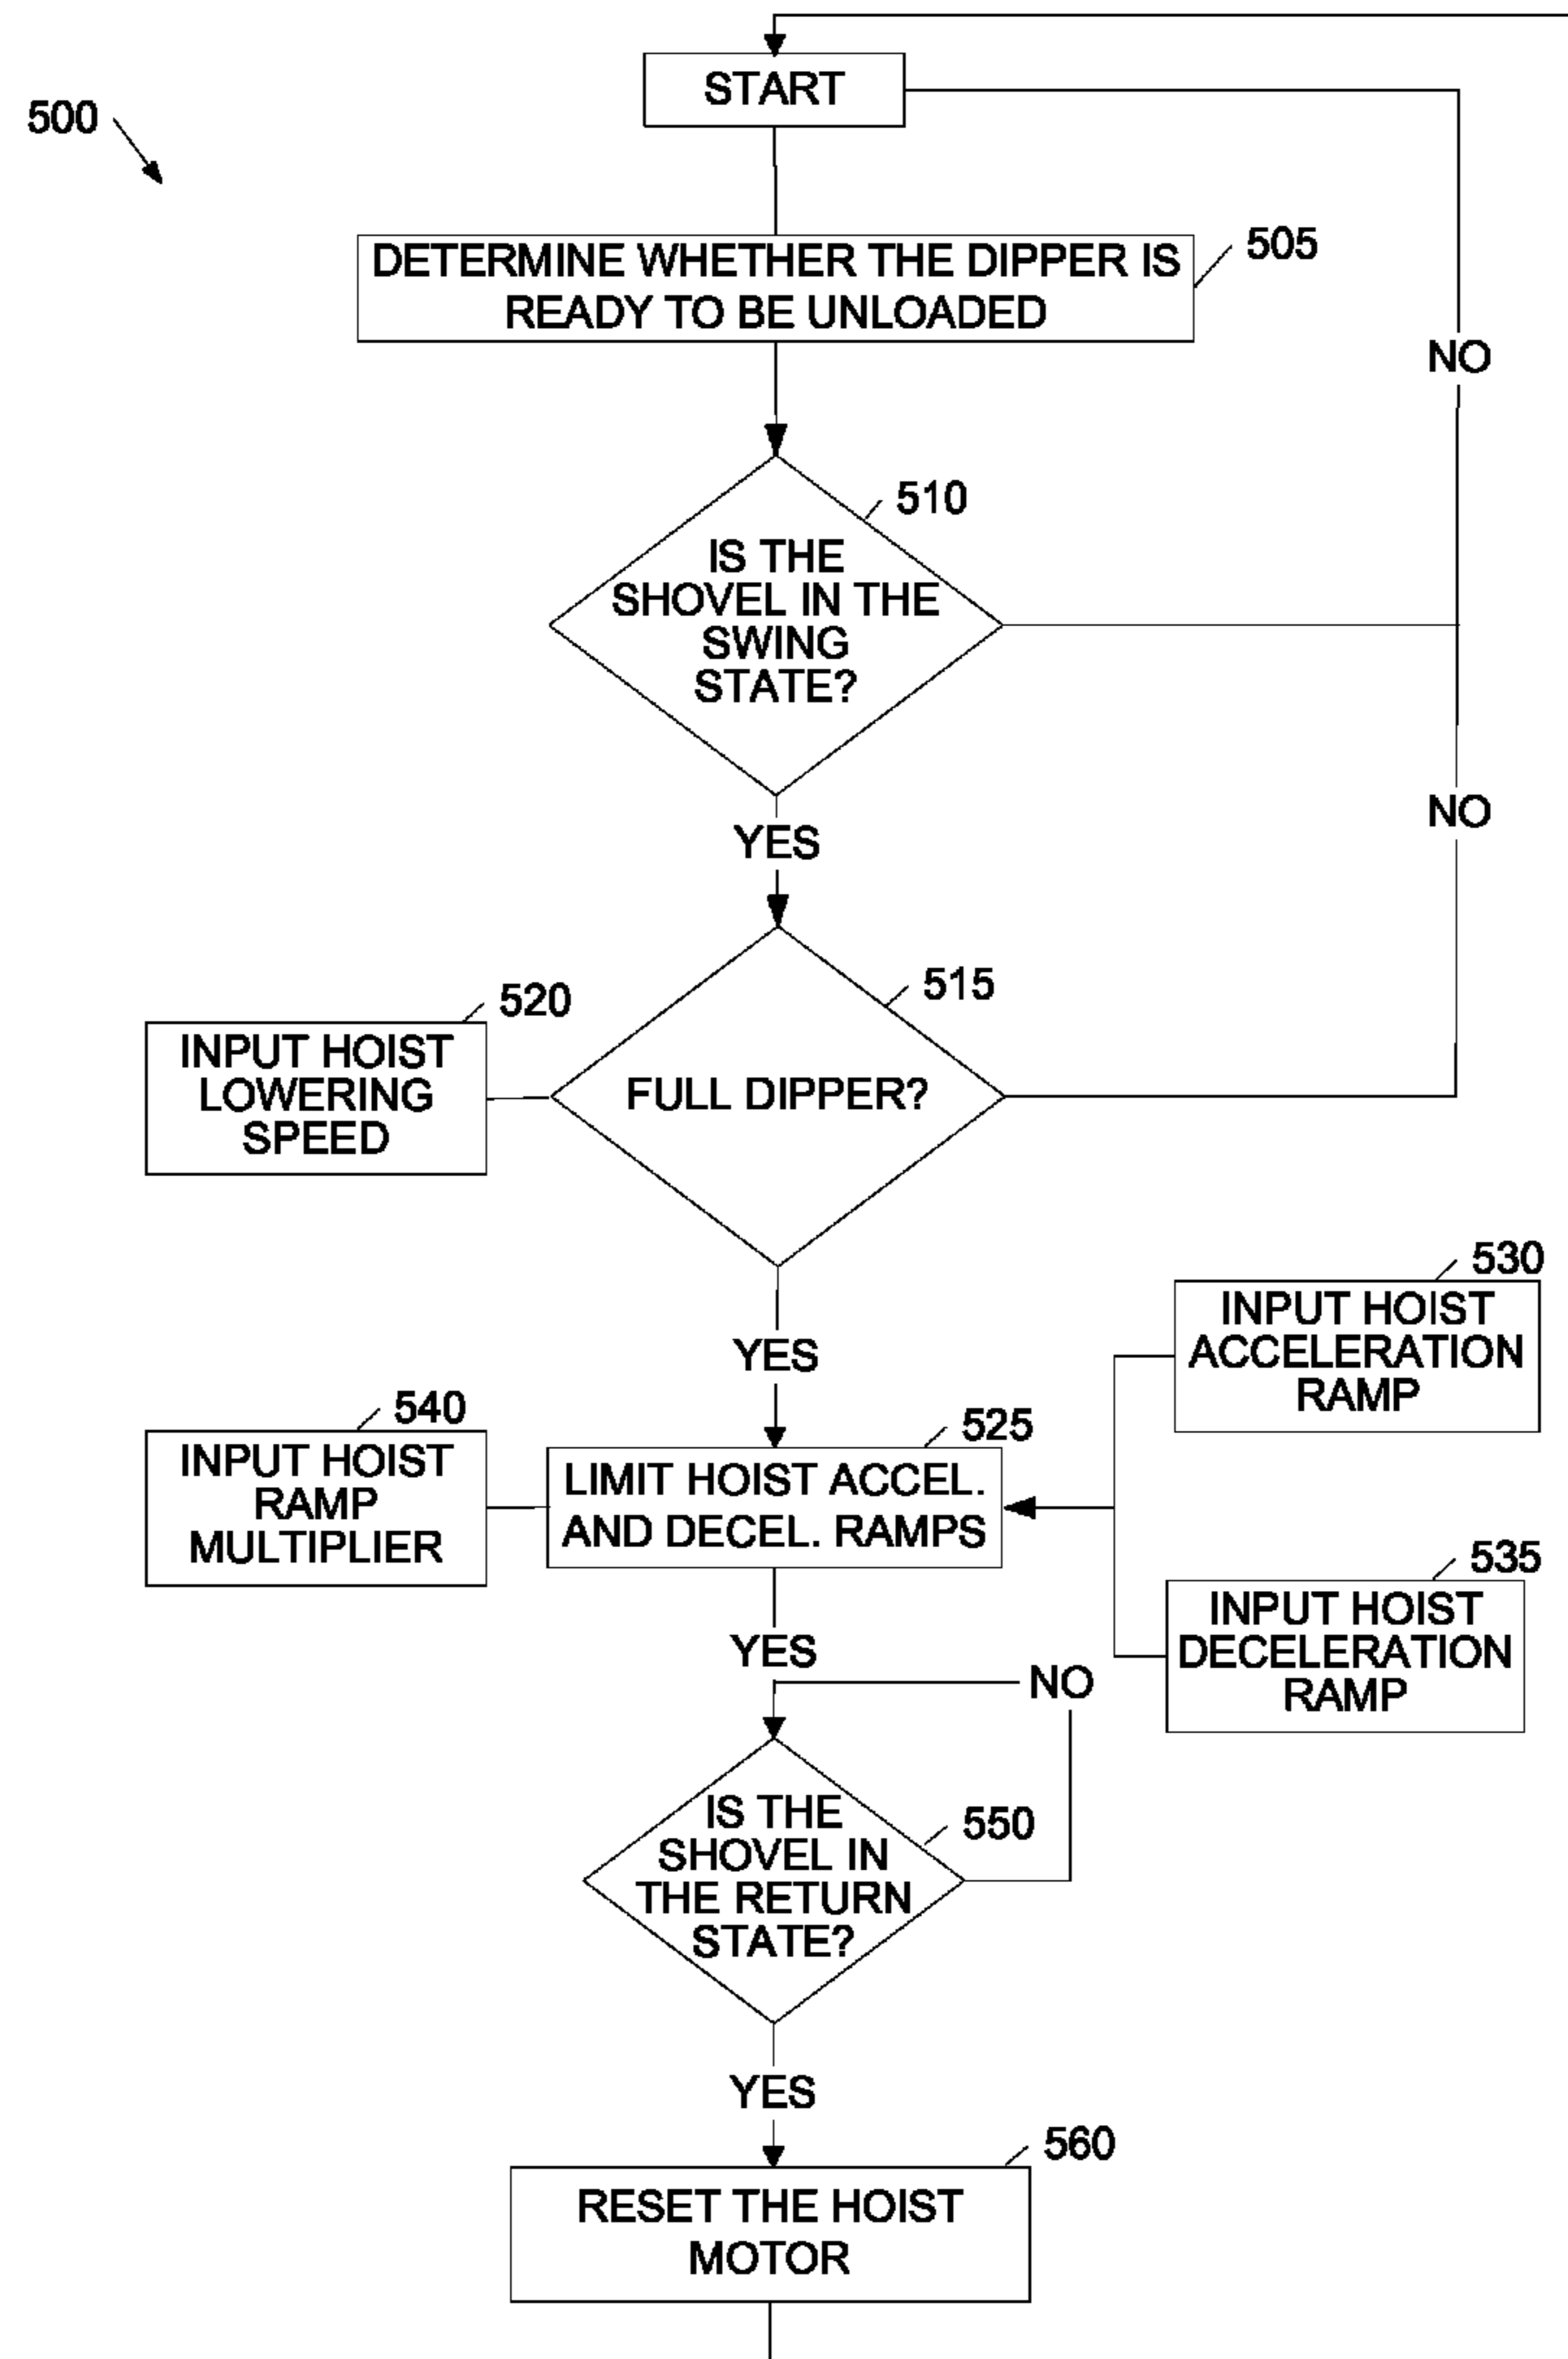 START
500
505
DETERMINE WHETHER THE DIPPER IS
READY TO BE UNLOADED
NO
510
IS THE
SHOVEL IN THE
SWING
STATE?
NO
YES
515
520
INPUT HOIST
LOWERING
SPEED
FULL DIPPER?
530
INPUT HOIST
ACCELERATION
RAMP
YES
540
INPUT HOIST
RAMP
MULTIPLIER
525
LIMIT HOIST ACCEL.
AND DECEL. RAMPS
535
INPUT HOIST
DECELERATION
RAMP
YES
NO
550
IS THE
SHOVEL IN
THE RETURN
STATE?
YES
560
RESET THE HOIST
MOTOR